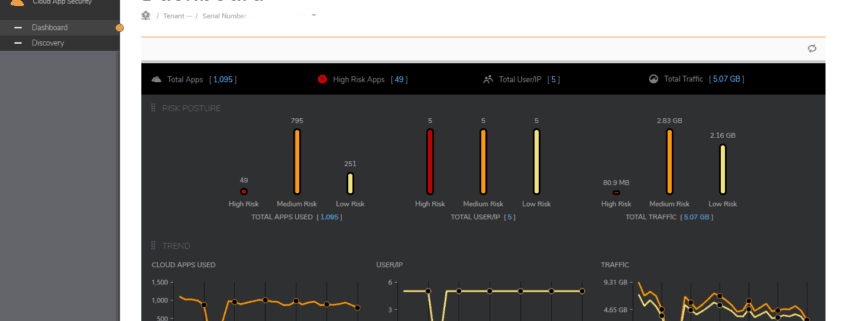 Cloud App Security
Dashboard
Dashboard
Discovery
/ Tenant — / Serial Number
Total Apps [ 1,095 ]
High Risk Apps [ 49 ]
Total User/IP [ 5 ]
Total Traffic [ 5.07 GB ]
RISK POSTURE
49 795 251
High Risk Medium Risk Low Risk
TOTAL APPS USED [ 1,095 ]
5 5 5
High Risk Medium Risk Low Risk
TOTAL USER/IP [ 5 ]
80.9 MB 2.83 GB 2.16 GB
High Risk Medium Risk Low Risk
TOTAL TRAFFIC [ 5.07 GB ]
TREND
CLOUD APPS USED
1,500
1,000
500
USER/IP
6
3
TRAFFIC
9.31 GB
4.65 GB